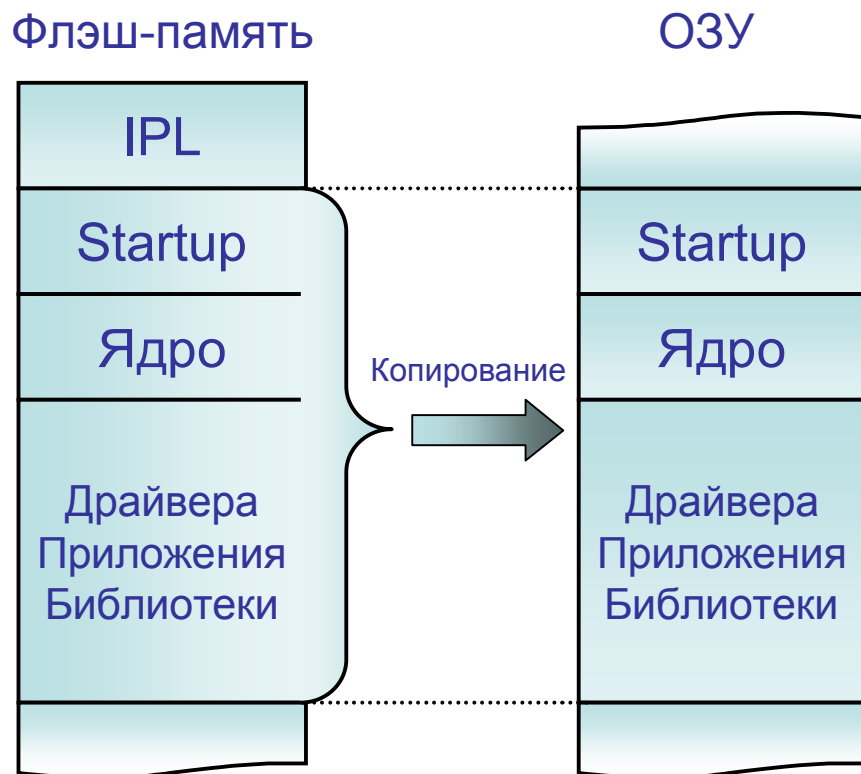 Флэш-память
ОЗУ
IPL
Startup
Ядро
Драйвера
Приложения
Библиотеки
Копирование
Startup
Ядро
Драйвера
Приложения
Библиотеки